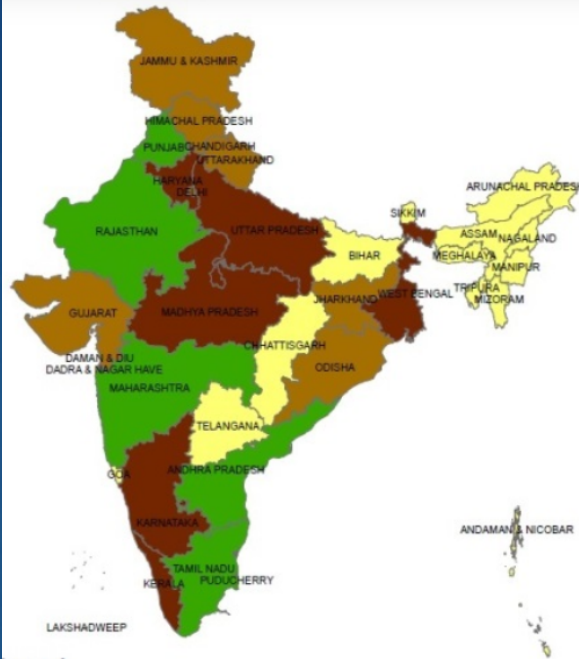 JAMMU & KASHMIR
HIMACHAL PRADESH
PUNJAB
CHANDIGARH
UTTARAKHAND
HARYANA
DELHI
ARUNACHAL PRADESH
SIKKIM
RAJASTHAN
UTTAR PRADESH
ASSAM
NAGALAND
BIHAR
MEGHALAYA
MANIPUR
TRIPURA
MIZORAM
GUJARAT
MADHYA PRADESH
JHARKHAND
WEST BENGAL
CHHATTISGARH
DAMAN & DIU
DADRA & NAGAR HAVE
ODISHA
MAHARASHTRA
TELANGANA
GOA
ANDHRA PRADESH
KARNATAKA
ANDAMAN & NICOBAR
TAMIL NADU
PUDUCHERRY
KERALA
LAKSHADWEEP